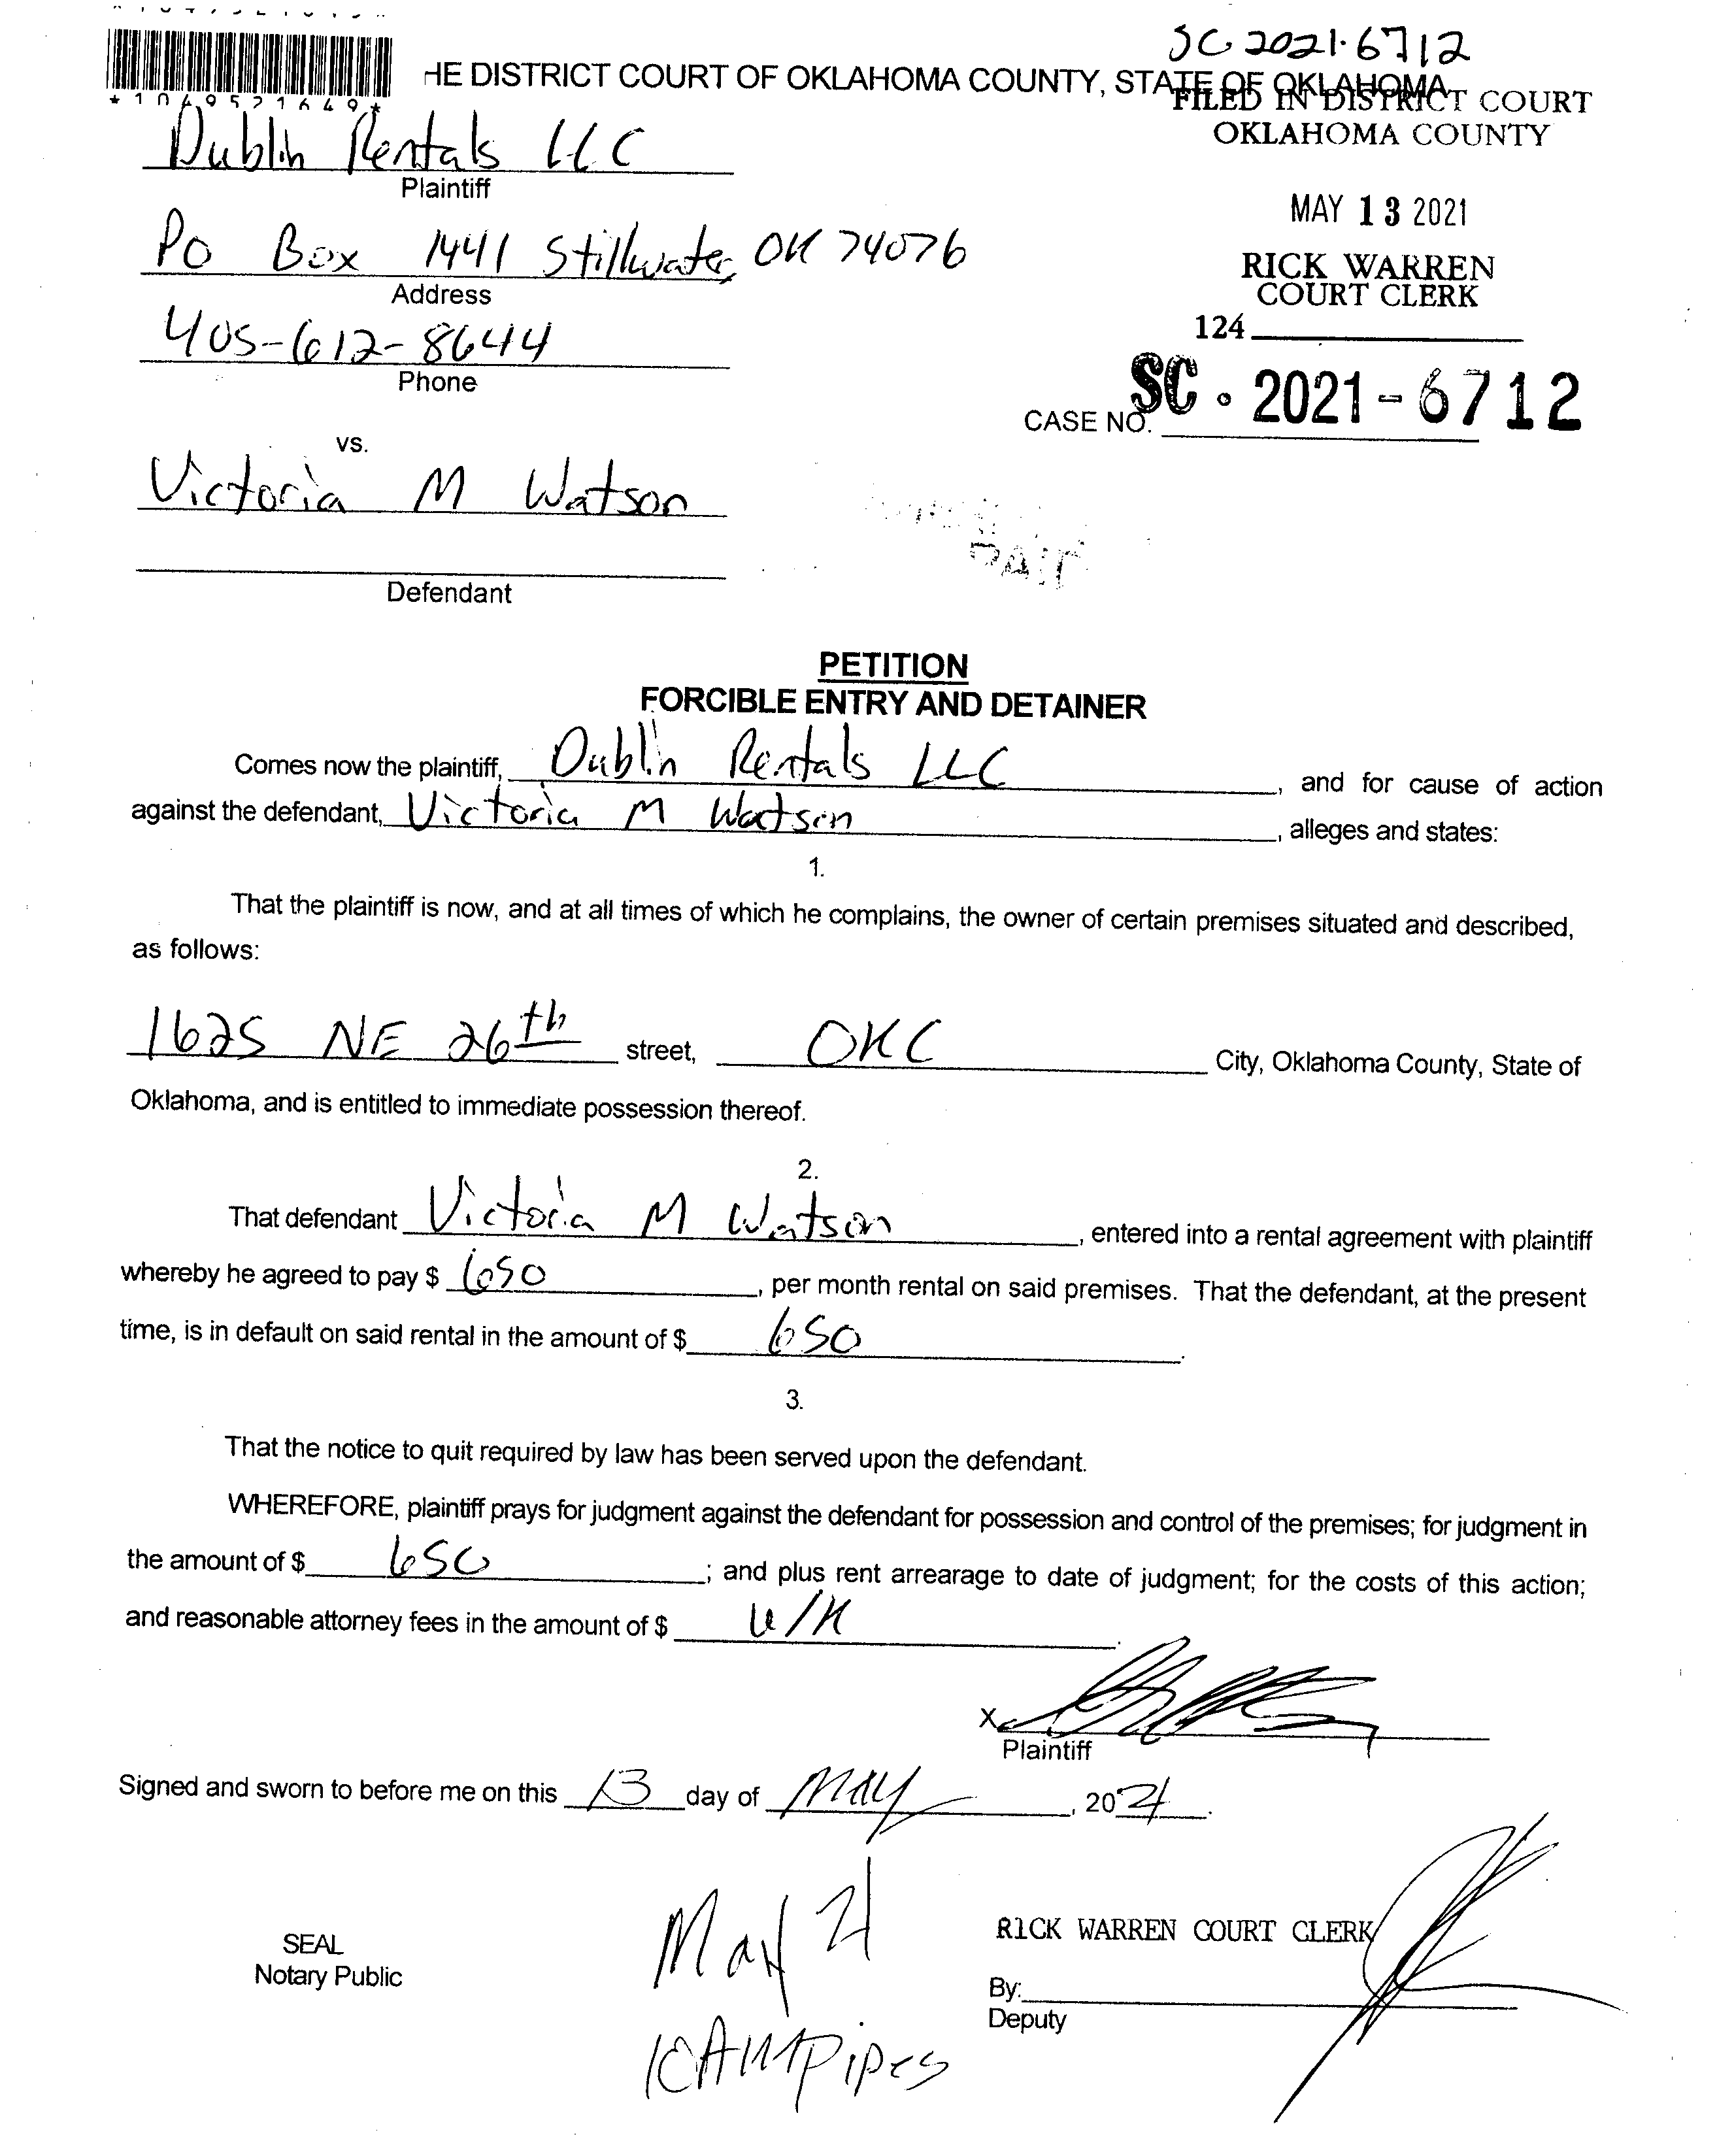 SC 2021-6712
HE DISTRICT COURT OF OKLAHOMA COUNTY, STATE OF OKLAHOMA
*1049521649*
FILED IN DISTRICT COURT
OKLAHOMA COUNTY
Dublin Rentals LLC
Plaintiff
MAY 13 2021
PO Box 1441 Stillwater, OK 74076
Address
RICK WARREN
COURT CLERK
124
405-612-8644
Phone
CASE NO. SC - 2021-6712
vs.
Victoria M Watson
Defendant
PETITION
FORCIBLE ENTRY AND DETAINER
Comes now the plaintiff, Dublin Rentals LLC, and for cause of action
against the defendant, Victoria M Watson, alleges and states:
1.
That the plaintiff is now, and at all times of which he complains, the owner of certain premises situated and described,
as follows:
1625 NE 26th street, OKC City, Oklahoma County, State of
Oklahoma, and is entitled to immediate possession thereof.
2.
That defendant Victoria M Watson, entered into a rental agreement with plaintiff
whereby he agreed to pay $ 650, per month rental on said premises. That the defendant, at the present
time, is in default on said rental in the amount of $ 650.
3.
That the notice to quit required by law has been served upon the defendant.
WHEREFORE, plaintiff prays for judgment against the defendant for possession and control of the premises; for judgment in
the amount of $ 650; and plus rent arrearage to date of judgment; for the costs of this action;
and reasonable attorney fees in the amount of $ u/k.
X
Plaintiff
Signed and sworn to before me on this 13 day of May, 2021.
May 21
SEAL
Notary Public
RICK WARREN COURT CLERK
By:
Deputy